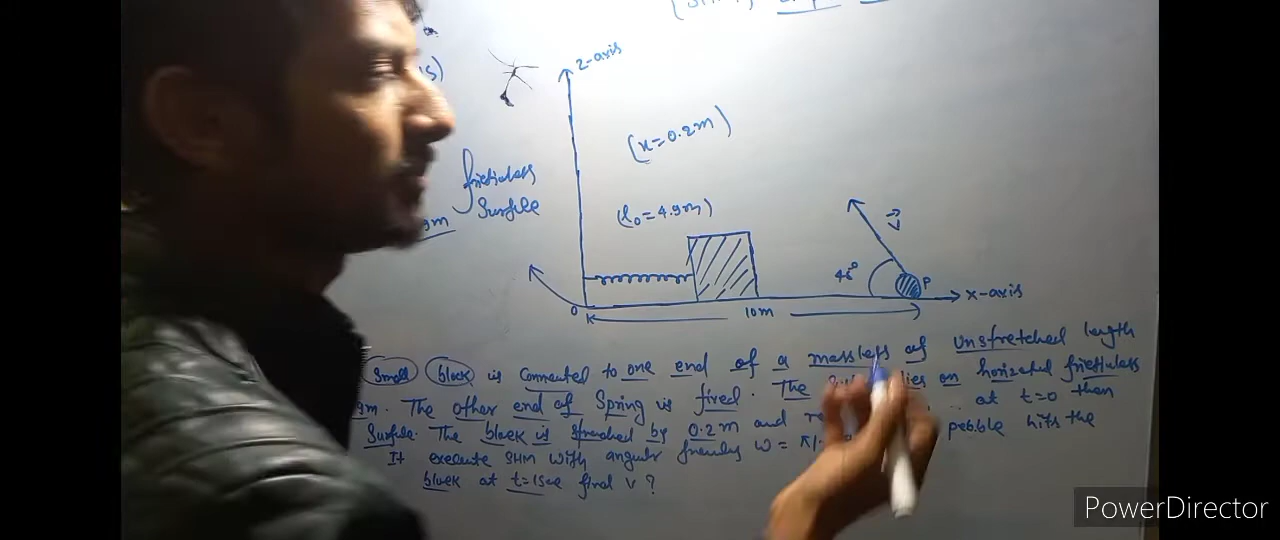 z-axis
(x=0.2m)
frictionless
Surface
(l₀=4.9m)
v⃗
45°
P
x-axis
O
10m
Small block is connected to one end of a massless of unstretched length
9m. The other end of Spring is fixed. The lies on horizontal frictionless
Surface. The block is stretched by 0.2m and at t=0 then
It execute SHM with angular frequency ω = π/ pebble hits the
block at t=1sec find v?
PowerDirector